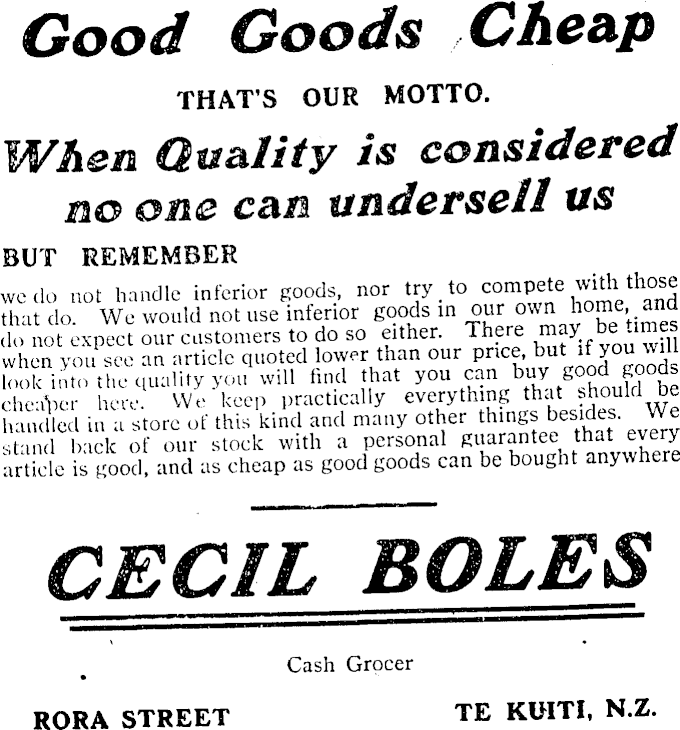 Good Goods Cheap
THAT'S OUR MOTTO.
When Quality is considered
no one can undersell us
BUT REMEMBER
we do not handle inferior goods, nor try to compete with those
that do. We would not use inferior goods in our own home, and
do not expect our customers to do so either. There may be times
when you see an article quoted lower than our price, but if you will
look into the quality you will find that you can buy good goods
cheaper here. We keep practically everything that should be
handled in a store of this kind and many other things besides. We
stand back of our stock with a personal guarantee that every
article is good, and as cheap as good goods can be bought anywhere
CECIL BOLES
Cash Grocer
RORA STREET TE KUITI, N.Z.